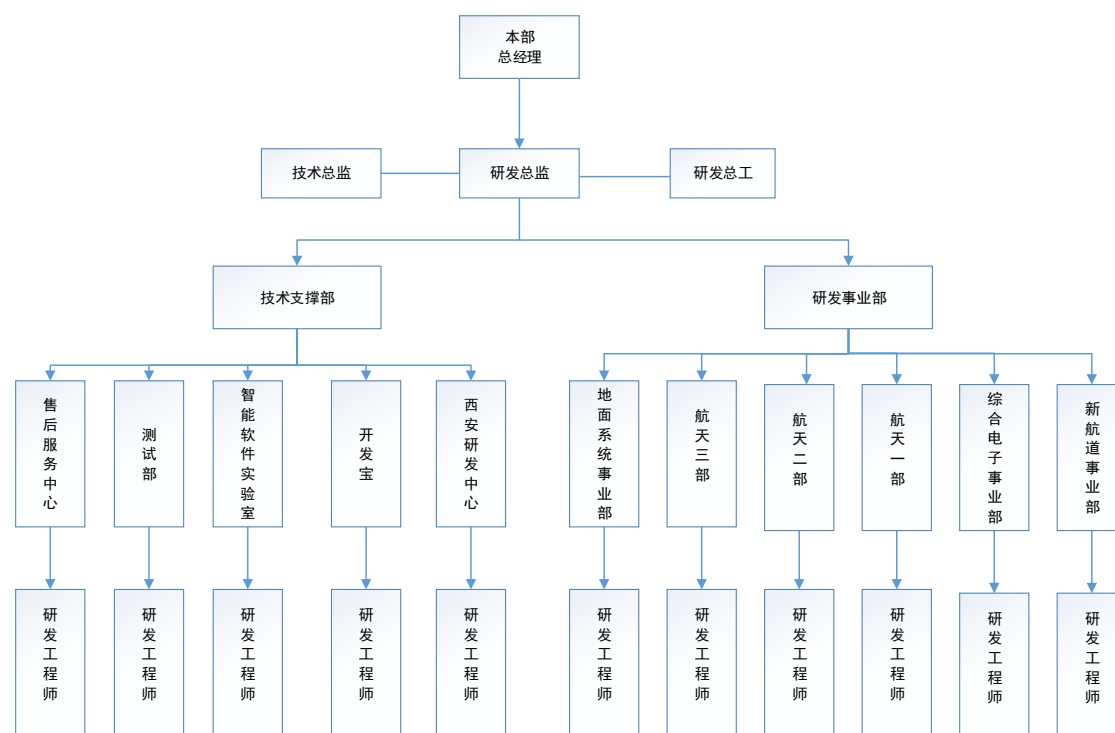 本部
总经理
技术总监
研发总监
研发总工
技术支撑部
研发事业部
售后服务中心
测试部
智能软件实验室
开发宝
西安研发中心
地面系统事业部
航天三部
航天二部
航天一部
综合电子事业部
新航道事业部
研发工程师
研发工程师
研发工程师
研发工程师
研发工程师
研发工程师
研发工程师
研发工程师
研发工程师
研发工程师
研发工程师